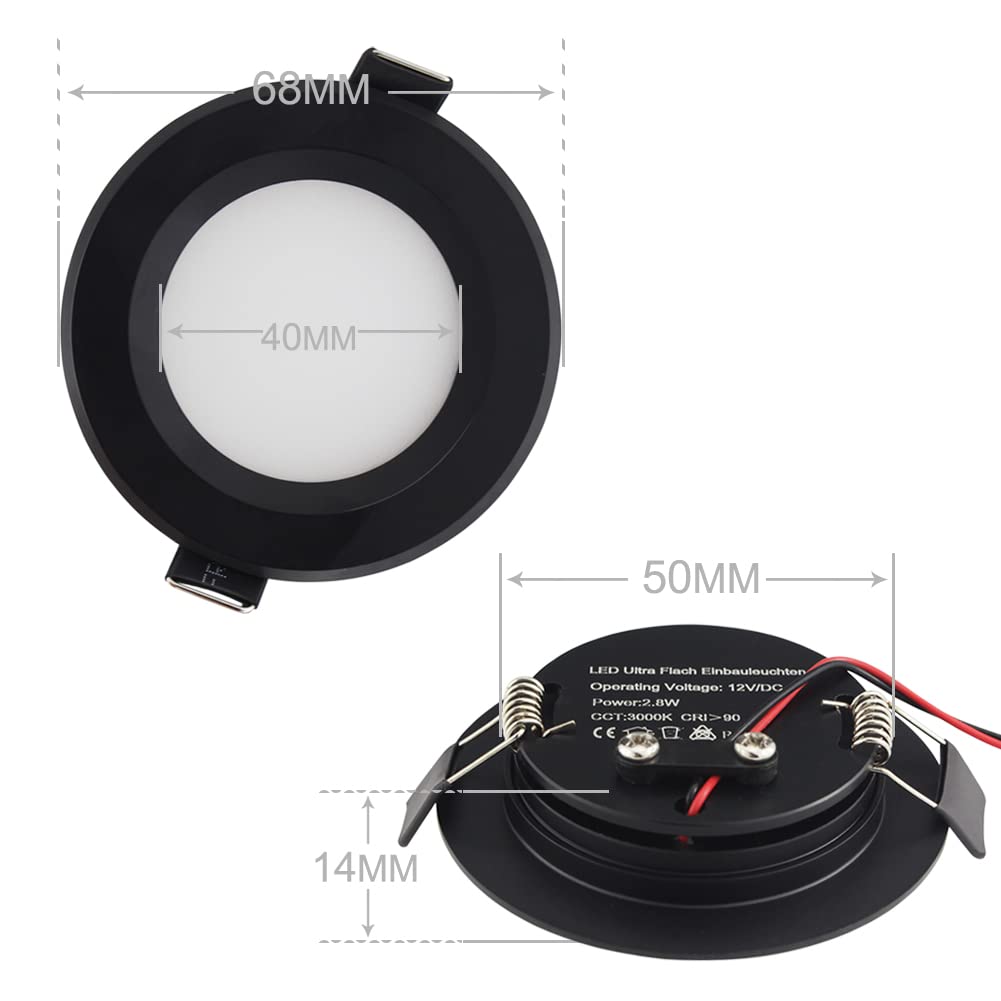 68MM
40MM
50MM
LED Ultra Flach Einbauleuchten
Operating Voltage: 12V/DC
Power:2.8W
CCT:3000K CRI>90
CE
14MM